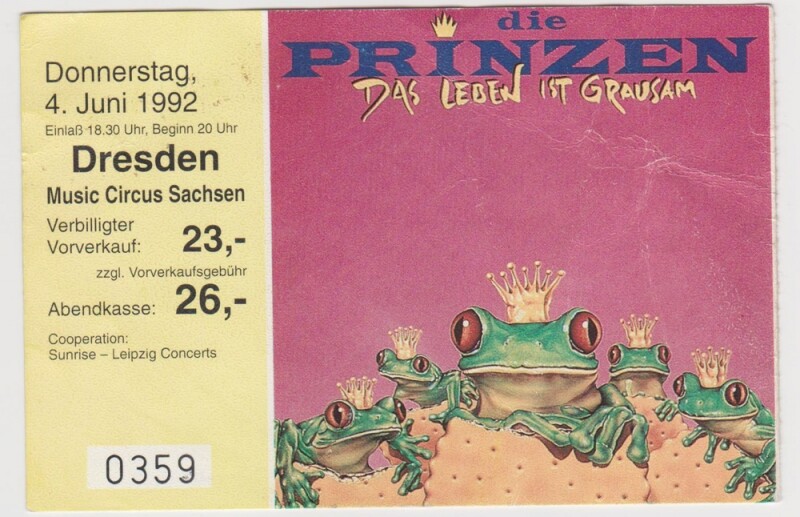 Donnerstag,
4. Juni 1992
Einlaß 18.30 Uhr, Beginn 20 Uhr
Dresden
Music Circus Sachsen
Verbilligter
Vorverkauf: 23,-
zzgl. Vorverkaufsgebühr
Abendkasse: 26,-
Cooperation:
Sunrise – Leipzig Concerts
0359
die
PRINZEN
DAS LEBEN IST GRAUSAM